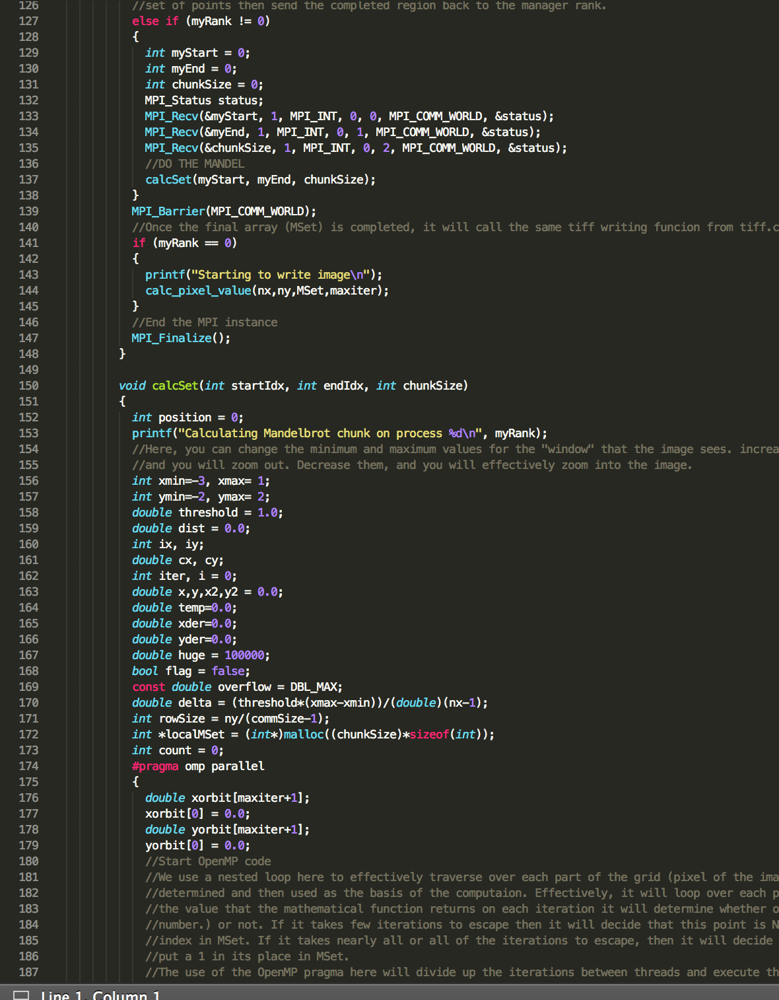 126 //set of points then send the completed region back to the manager rank.
127 else if (myRank != 0)
128 {
129 int myStart = 0;
130 int myEnd = 0;
131 int chunkSize = 0;
132 MPI_Status status;
133 MPI_Recv(&myStart, 1, MPI_INT, 0, 0, MPI_COMM_WORLD, &status);
134 MPI_Recv(&myEnd, 1, MPI_INT, 0, 1, MPI_COMM_WORLD, &status);
135 MPI_Recv(&chunkSize, 1, MPI_INT, 0, 2, MPI_COMM_WORLD, &status);
136 //DO THE MANDEL
137 calcSet(myStart, myEnd, chunkSize);
138 }
139 MPI_Barrier(MPI_COMM_WORLD);
140 //Once the final array (MSet) is completed, it will call the same tiff writing funcion from tiff.c
141 if (myRank == 0)
142 {
143 printf("Starting to write image\n");
144 calc_pixel_value(nx,ny,MSet,maxiter);
145 }
146 //End the MPI instance
147 MPI_Finalize();
148 }
149
150 void calcSet(int startIdx, int endIdx, int chunkSize)
151 {
152 int position = 0;
153 printf("Calculating Mandelbrot chunk on process %d\n", myRank);
154 //Here, you can change the minimum and maximum values for the "window" that the image sees. increa
155 //and you will zoom out. Decrease them, and you will effectively zoom into the image.
156 int xmin=-3, xmax= 1;
157 int ymin=-2, ymax= 2;
158 double threshold = 1.0;
159 double dist = 0.0;
160 int ix, iy;
161 double cx, cy;
162 int iter, i = 0;
163 double x,y,x2,y2 = 0.0;
164 double temp=0.0;
165 double xder=0.0;
166 double yder=0.0;
167 double huge = 100000;
168 bool flag = false;
169 const double overflow = DBL_MAX;
170 double delta = (threshold*(xmax-xmin))/(double)(nx-1);
171 int rowSize = ny/(commSize-1);
172 int *localMSet = (int*)malloc((chunkSize)*sizeof(int));
173 int count = 0;
174 #pragma omp parallel
175 {
176 double xorbit[maxiter+1];
177 xorbit[0] = 0.0;
178 double yorbit[maxiter+1];
179 yorbit[0] = 0.0;
180 //Start OpenMP code
181 //We use a nested loop here to effectively traverse over each part of the grid (pixel of the ima
182 //determined and then used as the basis of the computaion. Effectively, it will loop over each p
183 //the value that the mathematical function returns on each iteration it will determine whether o
184 //number.) or not. If it takes few iterations to escape then it will decide that this point is N
185 //index in MSet. If it takes nearly all or all of the iterations to escape, then it will decide
186 //put a 1 in its place in MSet.
187 //The use of the OpenMP pragma here will divide up the iterations between threads and execute th
Line 1, Column 1